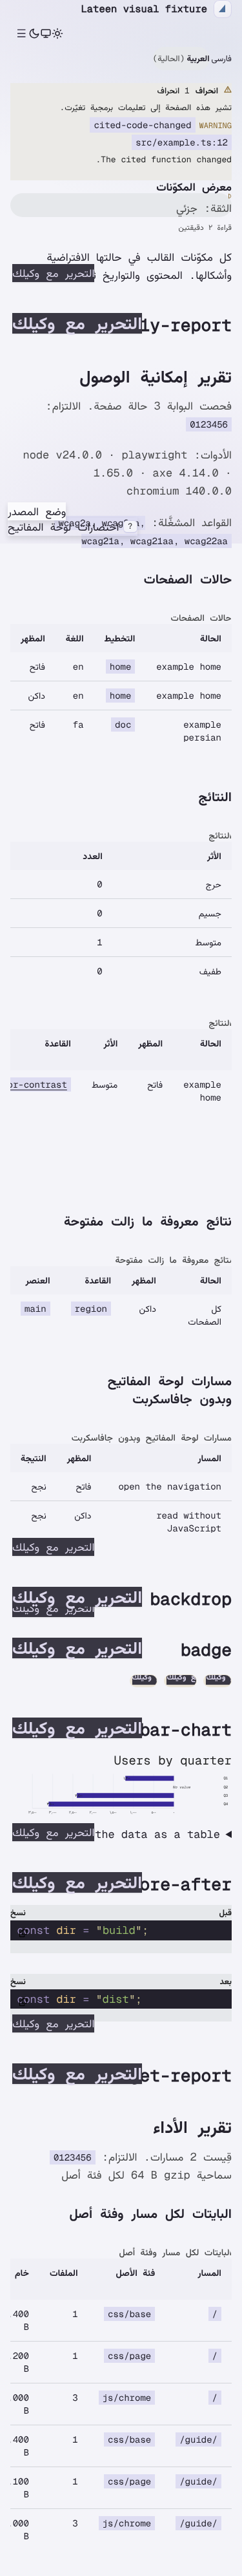 Lateen visual fixture
فارسی العربية (الحالية)
انحراف 1 انحراف
تشير هذه الصفحة إلى تعليمات برمجية تغيّرت.
WARNING cited-code-changed
src/example.ts:12
The cited function changed.
معرض المكوّنات
الثقة: جزئي
قراءة ٢ دقيقتين
كل مكوّنات القالب في حالتها الافتراضية
وأشكالها. المحتوى والتواريخ
التحرير مع وكيلك
ly-report
التحرير مع وكيلك
تقرير إمكانية الوصول
فحصت البوابة 3 حالة صفحة. الالتزام:
0123456
الأدوات: node v24.0.0 · playwright
1.65.0 · axe 4.14.0 ·
chromium 140.0.0
القواعد المشغَّلة:
wcag21a, wcag21aa, wcag22aa
وضع المصدر
? اختصارات لوحة المفاتيح
حالات الصفحات
حالات الصفحات
الحالة التخطيط اللغة المظهر
example home home en فاتح
example home home en داكن
example persian doc fa فاتح
النتائج
النتائج
الأثر العدد
حرج 0
جسيم 0
متوسط 1
طفيف 0
النتائج
الحالة المظهر الأثر القاعدة
example home فاتح متوسط or-contrast
نتائج معروفة ما زالت مفتوحة
نتائج معروفة ما زالت مفتوحة
الحالة المظهر القاعدة العنصر
كل الصفحات داكن region main
مسارات لوحة المفاتيح
وبدون جافاسكربت
مسارات لوحة المفاتيح وبدون جافاسكربت
المسار المظهر النتيجة
open the navigation فاتح نجح
read without JavaScript داكن نجح
التحرير مع وكيلك
backdrop
التحرير مع وكيلك
التحرير مع وكيلك
badge
التحرير مع وكيلك
bar-chart
التحرير مع وكيلك
Users by quarter
the data as a table
التحرير مع وكيلك
ore-after
التحرير مع وكيلك
قبل نسخ
const dir = "build";
بعد نسخ
const dir = "dist";
التحرير مع وكيلك
et-report
التحرير مع وكيلك
تقرير الأداء
قِيست 2 مسارات. الالتزام: 0123456
سماحية 64 B gzip لكل فئة أصل
البايتات لكل مسار وفئة أصل
البايتات لكل مسار وفئة أصل
المسار فئة الأصل الملفات خام
/ css/base 1 400 B
/ css/page 1 200 B
/ js/chrome 3 000 B
/guide/ css/base 1 400 B
/guide/ css/page 1 100 B
/guide/ js/chrome 3 000 B